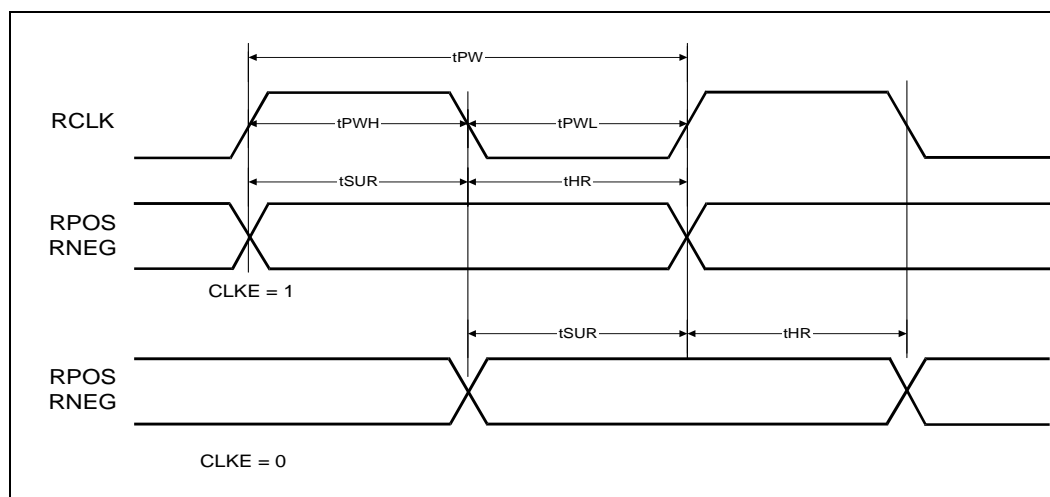 tPW
RCLK
tPWH
tPWL
tSUR
tHR
RPOS
RNEG
CLKE = 1
tSUR
tHR
RPOS
RNEG
CLKE = 0